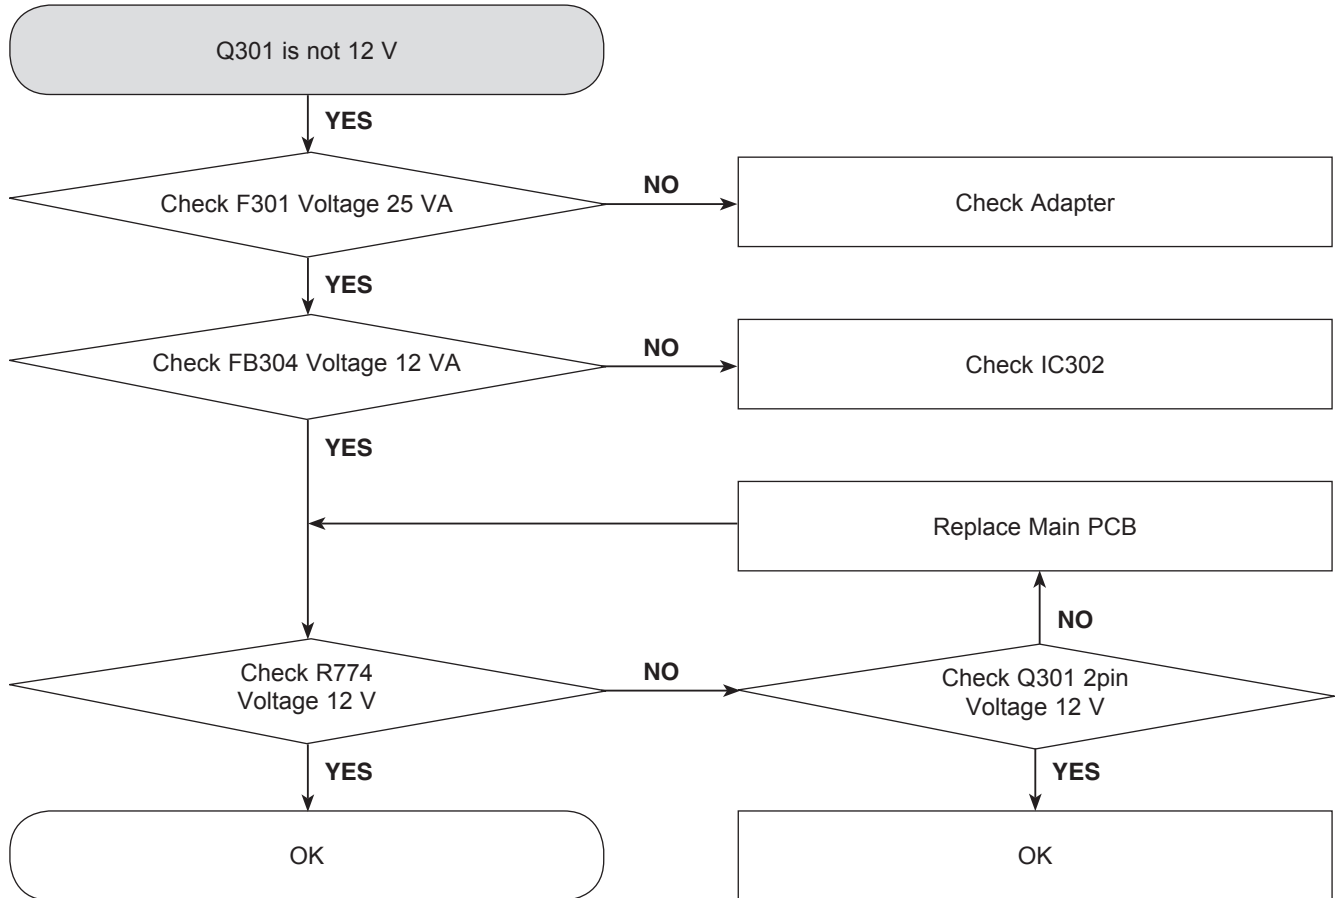 Q301 is not 12 V
YES
Check F301 Voltage 25 VA
NO
Check Adapter
YES
Check FB304 Voltage 12 VA
NO
Check IC302
YES
Replace Main PCB
NO
Check R774
Voltage 12 V
NO
Check Q301 2pin
Voltage 12 V
YES
YES
OK
OK